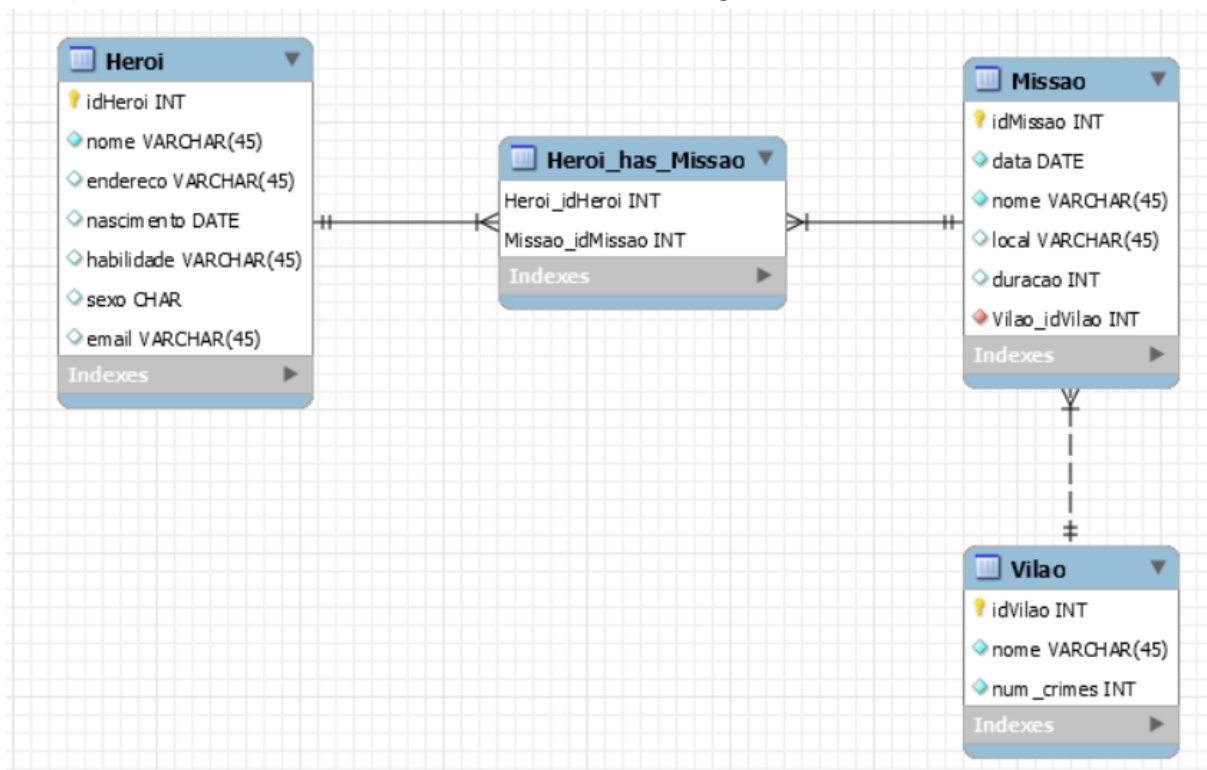 Heroi
idHeroi INT
nome VARCHAR(45)
endereco VARCHAR(45)
nascimento DATE
habilidade VARCHAR(45)
sexo CHAR
email VARCHAR(45)
Indexes
Heroi_has_Missao
Heroi_idHeroi INT
Missao_idMissao INT
Indexes
Missao
idMissao INT
data DATE
nome VARCHAR(45)
local VARCHAR(45)
duracao INT
Vilao_idVilao INT
Indexes
Vilao
idVilao INT
nome VARCHAR(45)
num_crimes INT
Indexes